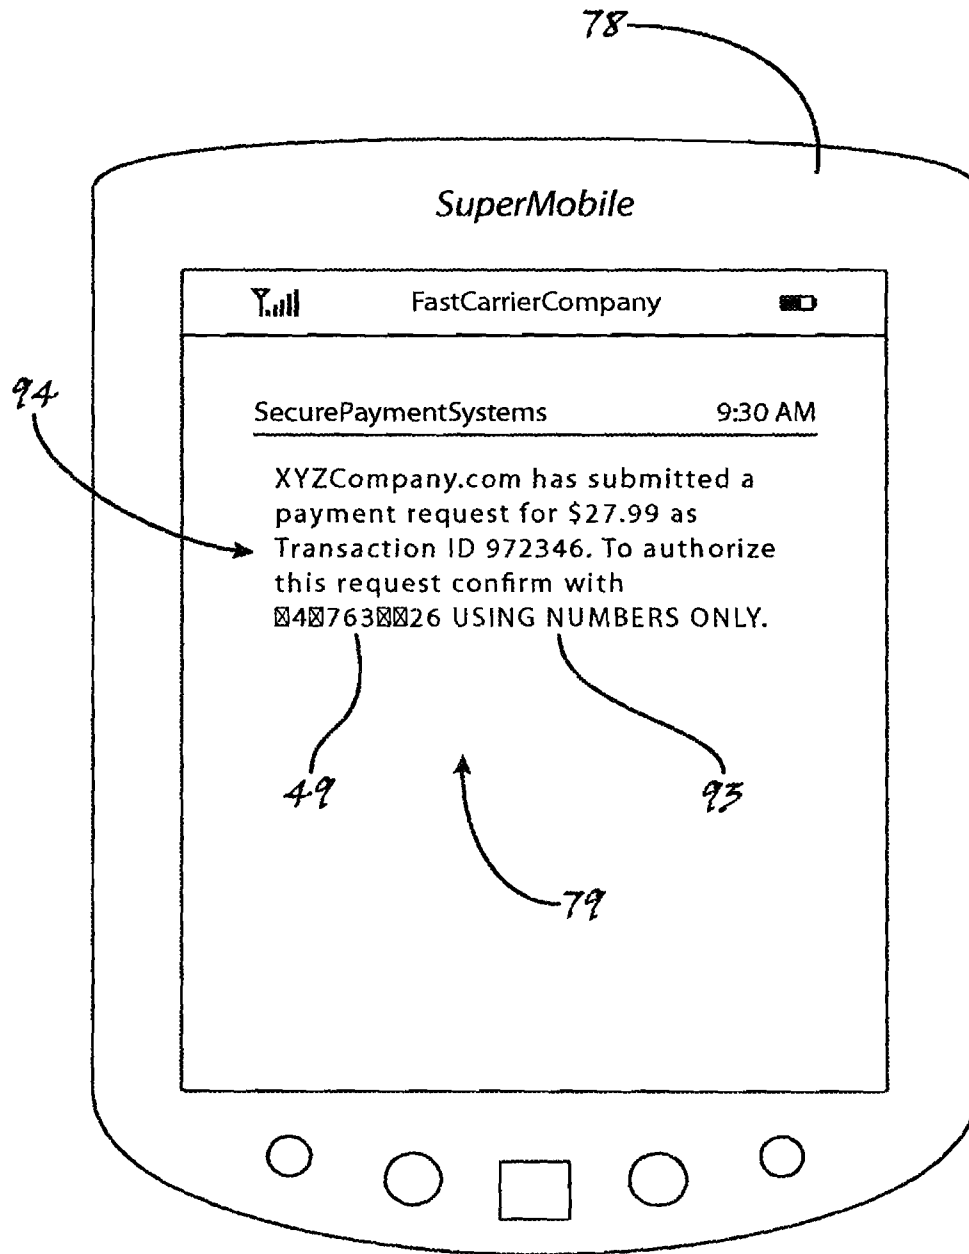 78
SuperMobile
FastCarrierCompany
94
SecurePaymentSystems 9:30 AM
XYZCompany.com has submitted a
payment request for $27.99 as
Transaction ID 972346. To authorize
this request confirm with
☒4☒763☒☒26 USING NUMBERS ONLY.
49 93
79